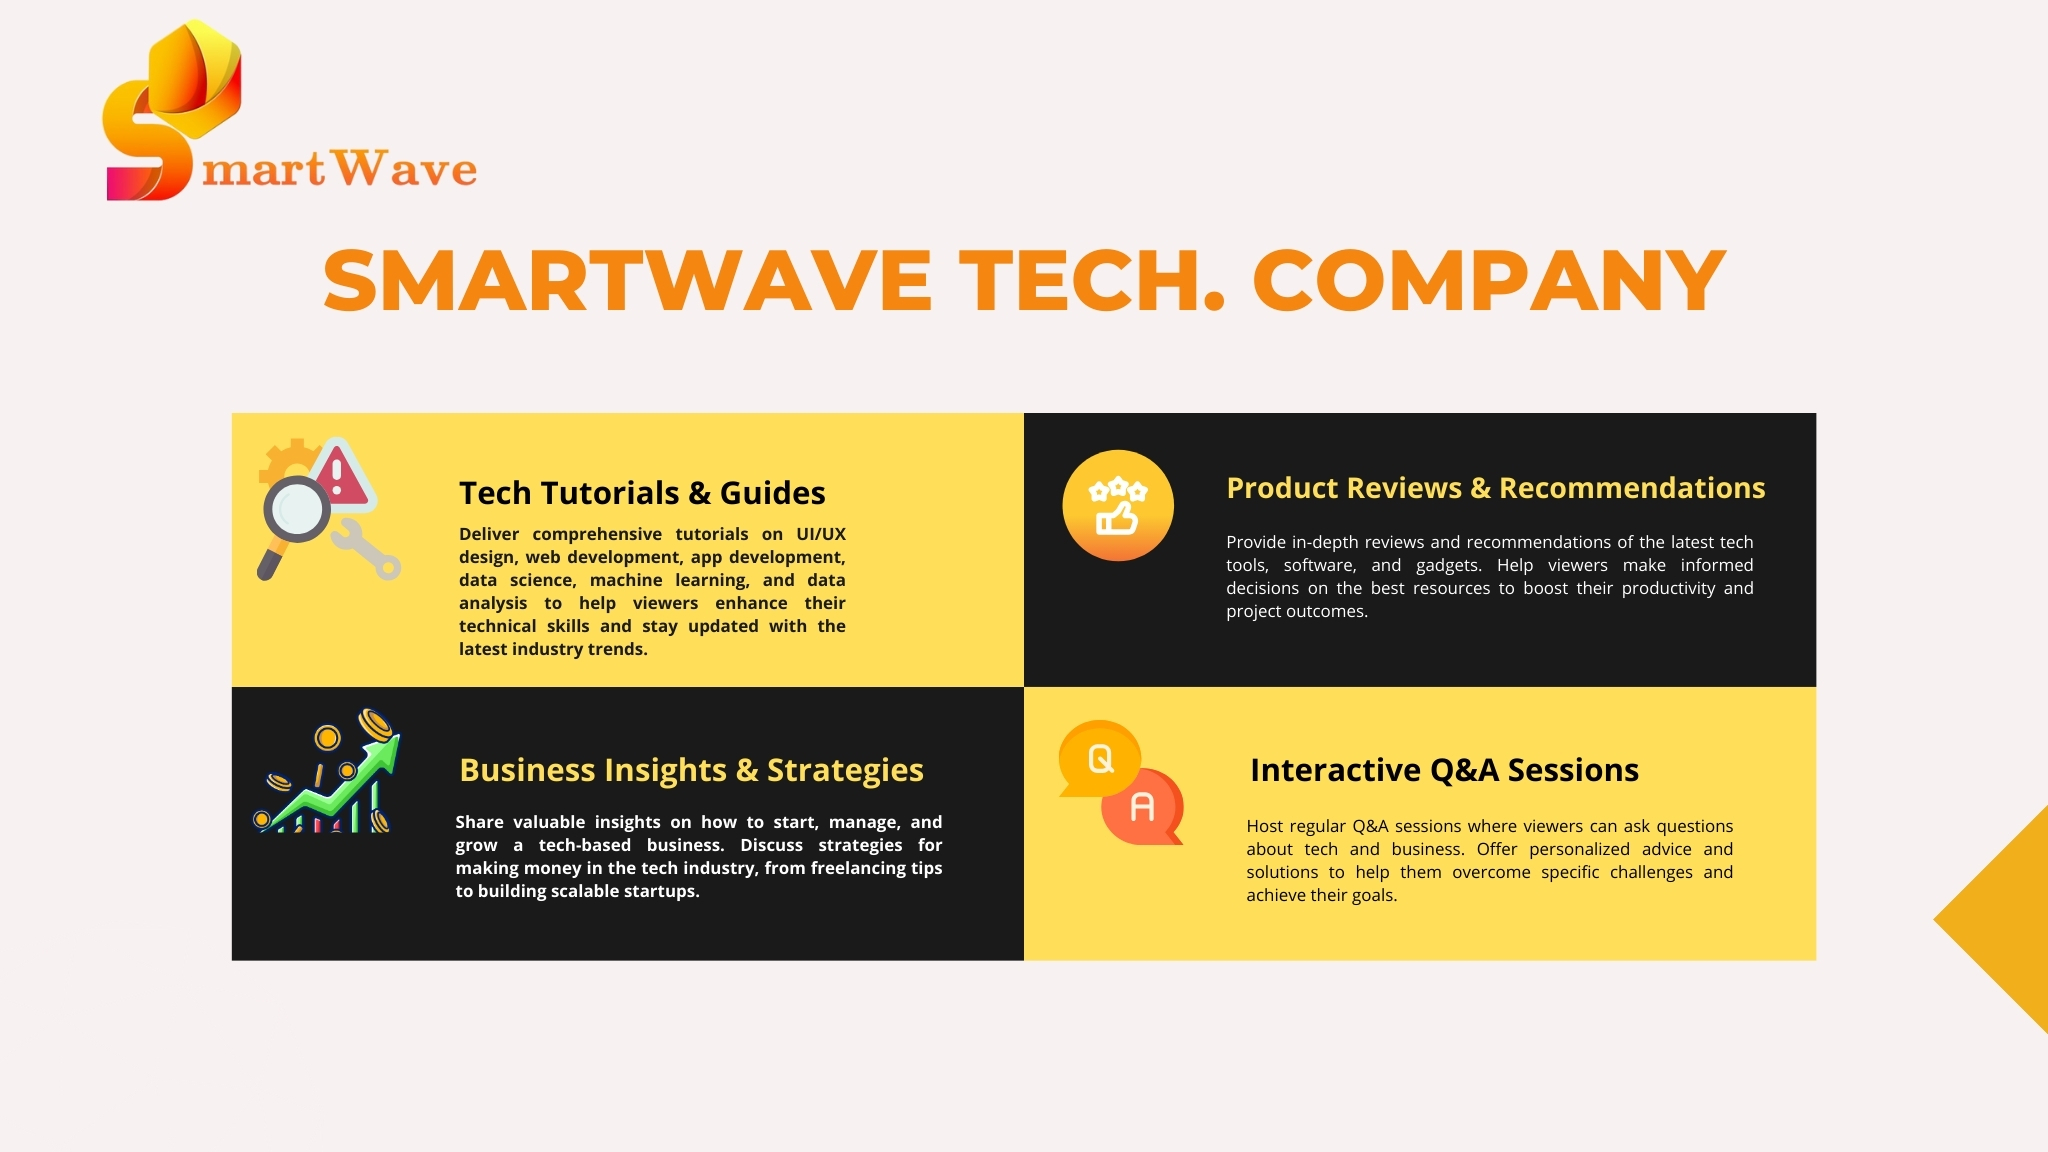 SmartWave
SMARTWAVE TECH. COMPANY
Tech Tutorials & Guides
Deliver comprehensive tutorials on UI/UX
design, web development, app development,
data science, machine learning, and data
analysis to help viewers enhance their
technical skills and stay updated with the
latest industry trends.
Product Reviews & Recommendations
Provide in-depth reviews and recommendations of the latest tech
tools, software, and gadgets. Help viewers make informed
decisions on the best resources to boost their productivity and
project outcomes.
Business Insights & Strategies
Share valuable insights on how to start, manage, and
grow a tech-based business. Discuss strategies for
making money in the tech industry, from freelancing tips
to building scalable startups.
Q
A
Interactive Q&A Sessions
Host regular Q&A sessions where viewers can ask questions
about tech and business. Offer personalized advice and
solutions to help them overcome specific challenges and
achieve their goals.